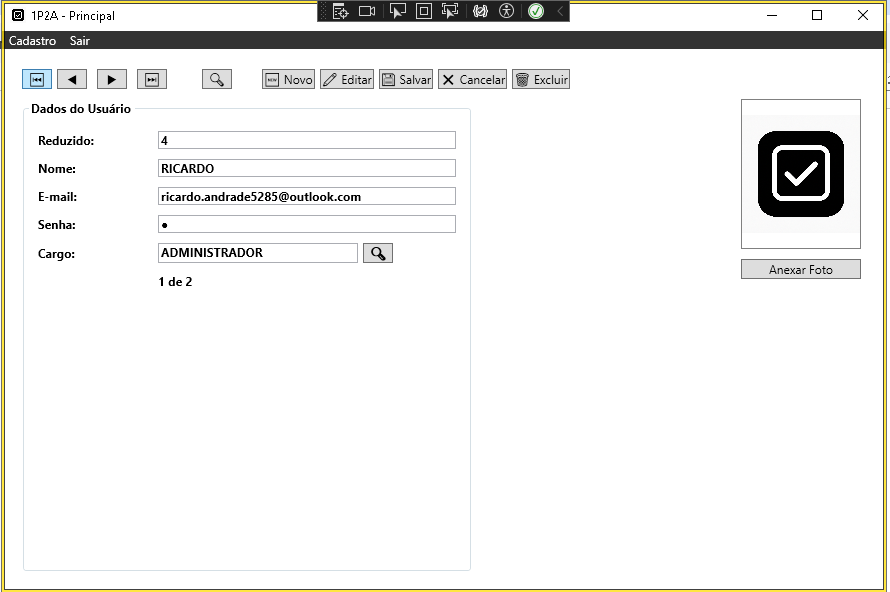 1P2A - Principal
Cadastro Sair
Novo Editar Salvar Cancelar Excluir
Dados do Usuário
Reduzido: 4
Nome: RICARDO
E-mail: ricardo.andrade5285@outlook.com
Senha: ●
Cargo: ADMINISTRADOR
1 de 2
Anexar Foto